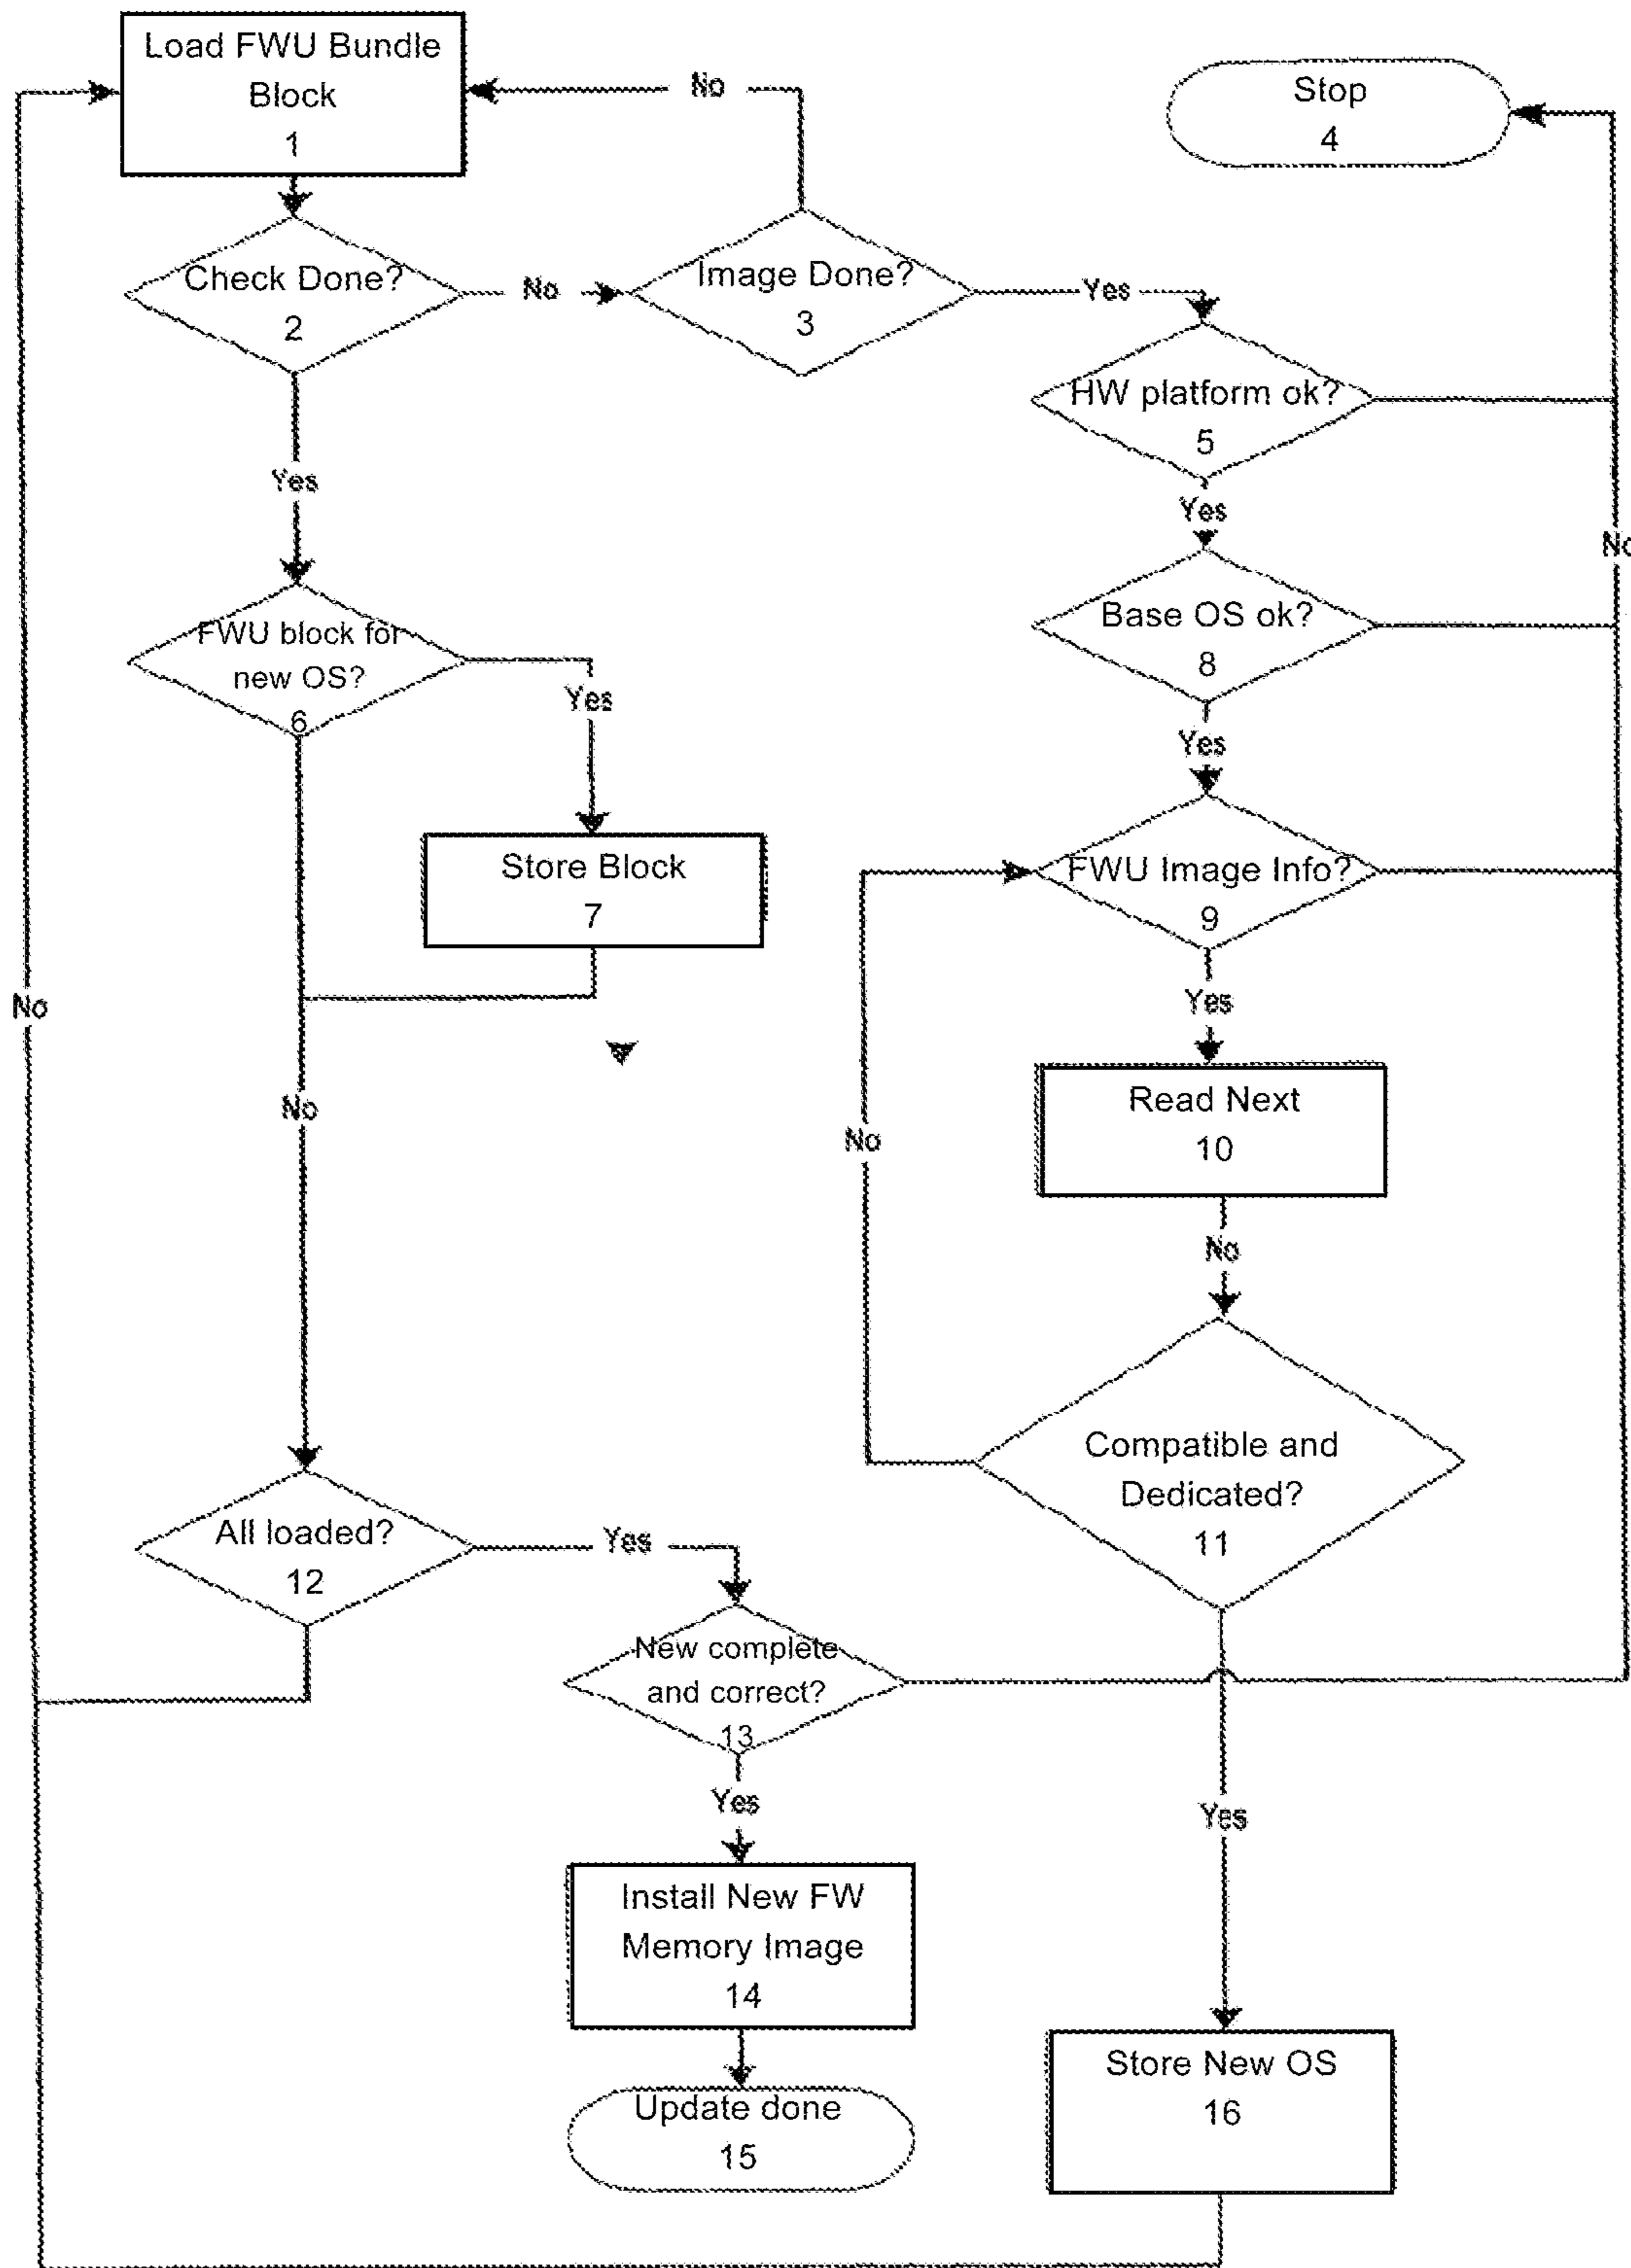 Load FWU Bundle
Block
1
No
Stop
4
Check Done?
2
No
Image Done?
3
Yes
HW platform ok?
5
Yes
Yes
No
FWU block for
new OS?
6
Yes
Base OS ok?
8
Yes
Store Block
7
FWU Image Info?
9
Yes
No
No
Read Next
10
No
No
Compatible and
Dedicated?
11
All loaded?
12
Yes
New complete
and correct?
13
Yes
Yes
Install New FW
Memory Image
14
Store New OS
16
Update done
15